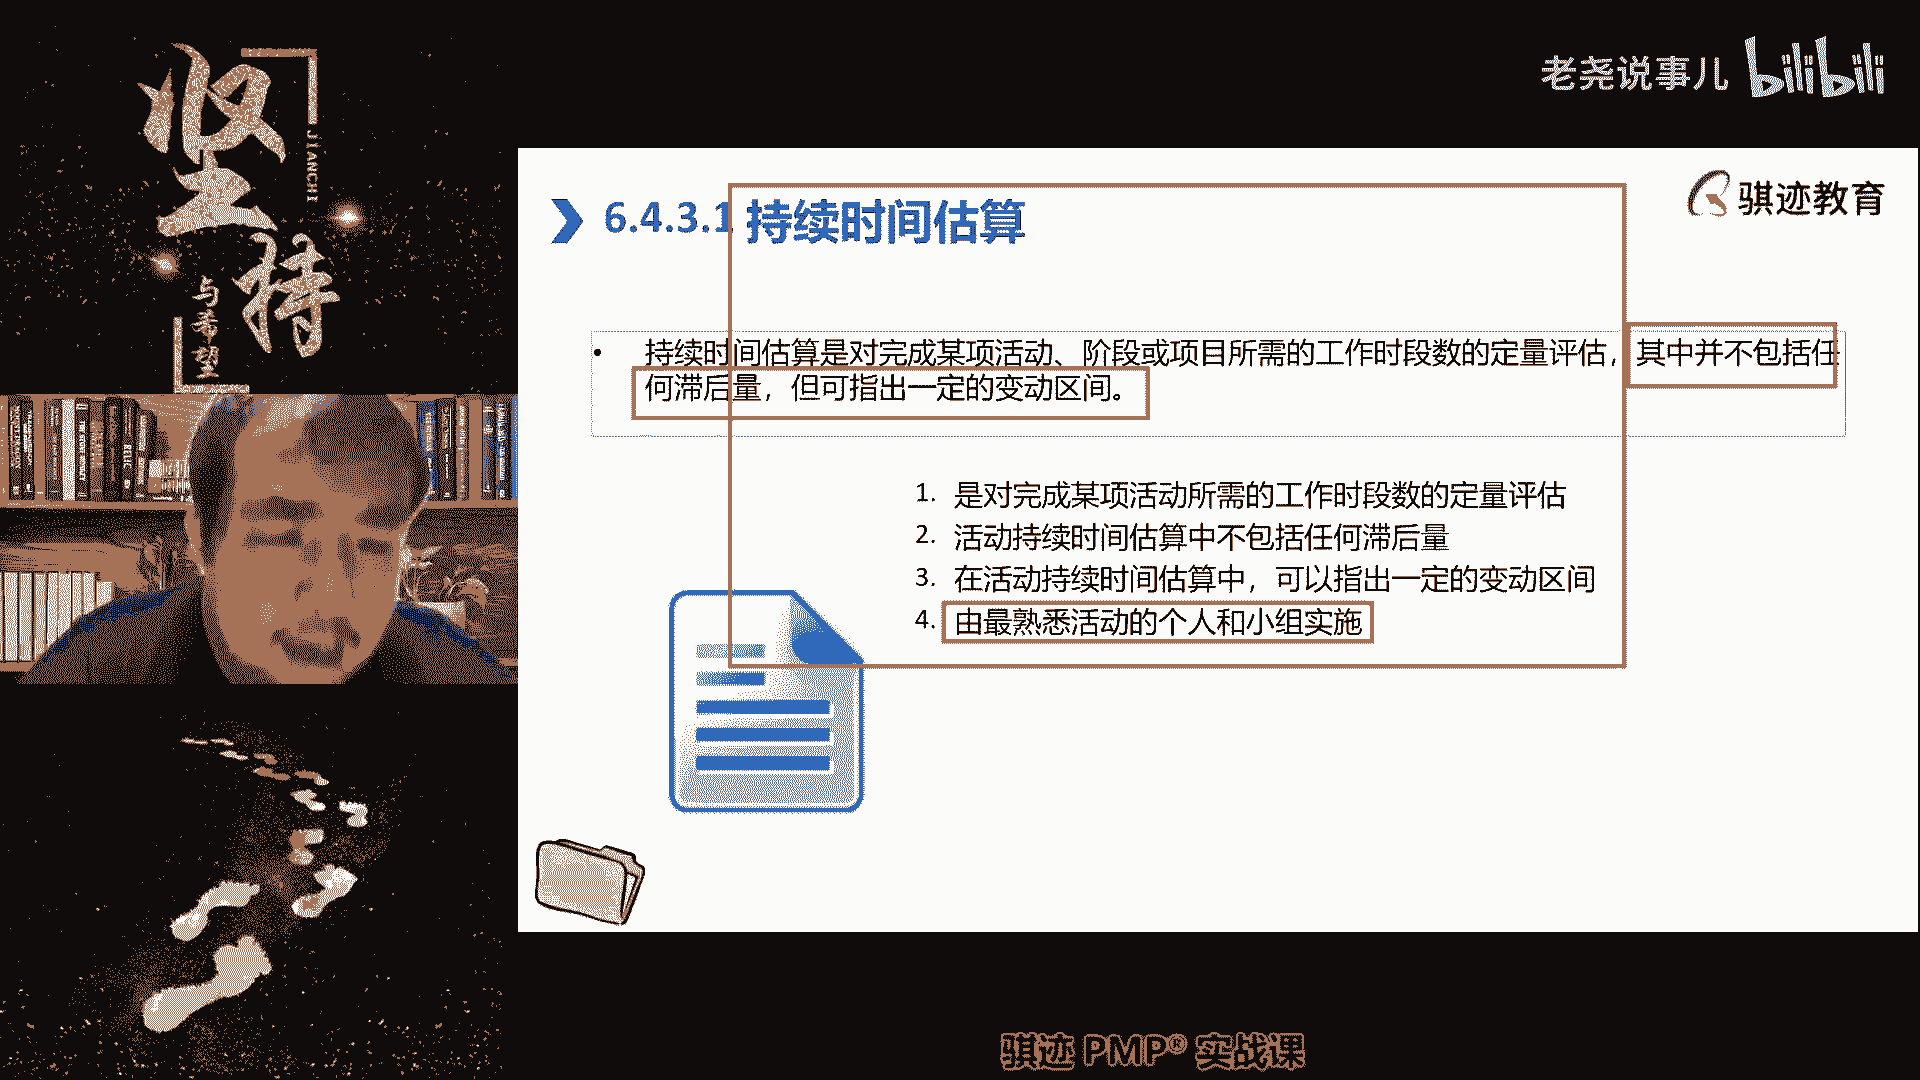 坚持
JIANCHI
与希望
老尧说事儿 bilibili
骐迹教育
6.4.3.1 持续时间估算
• 持续时间估算是对完成某项活动、阶段或项目所需的工作时段数的定量评估，其中并不包括任
何滞后量，但可指出一定的变动区间。
1. 是对完成某项活动所需的工作时段数的定量评估
2. 活动持续时间估算中不包括任何滞后量
3. 在活动持续时间估算中，可以指出一定的变动区间
4. 由最熟悉活动的个人和小组实施
骐迹 PMP® 实战课